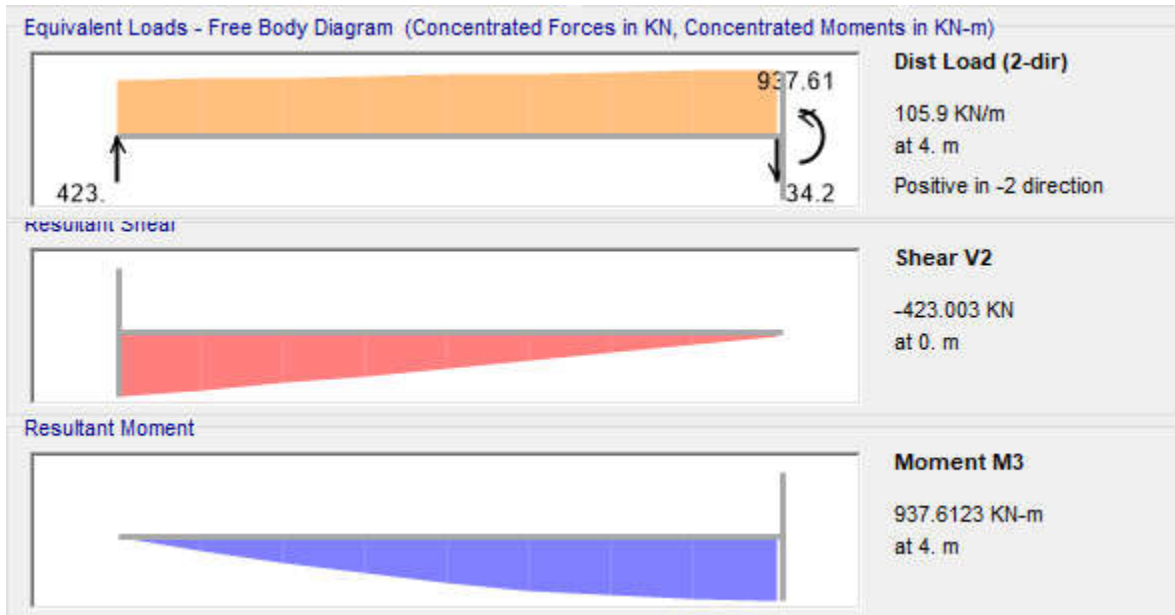 Equivalent Loads - Free Body Diagram (Concentrated Forces in KN, Concentrated Moments in KN-m)
937.61
423.
34.2
Dist Load (2-dir)
105.9 KN/m
at 4. m
Positive in -2 direction
Resultant Shear
Shear V2
-423.003 KN
at 0. m
Resultant Moment
Moment M3
937.6123 KN-m
at 4. m